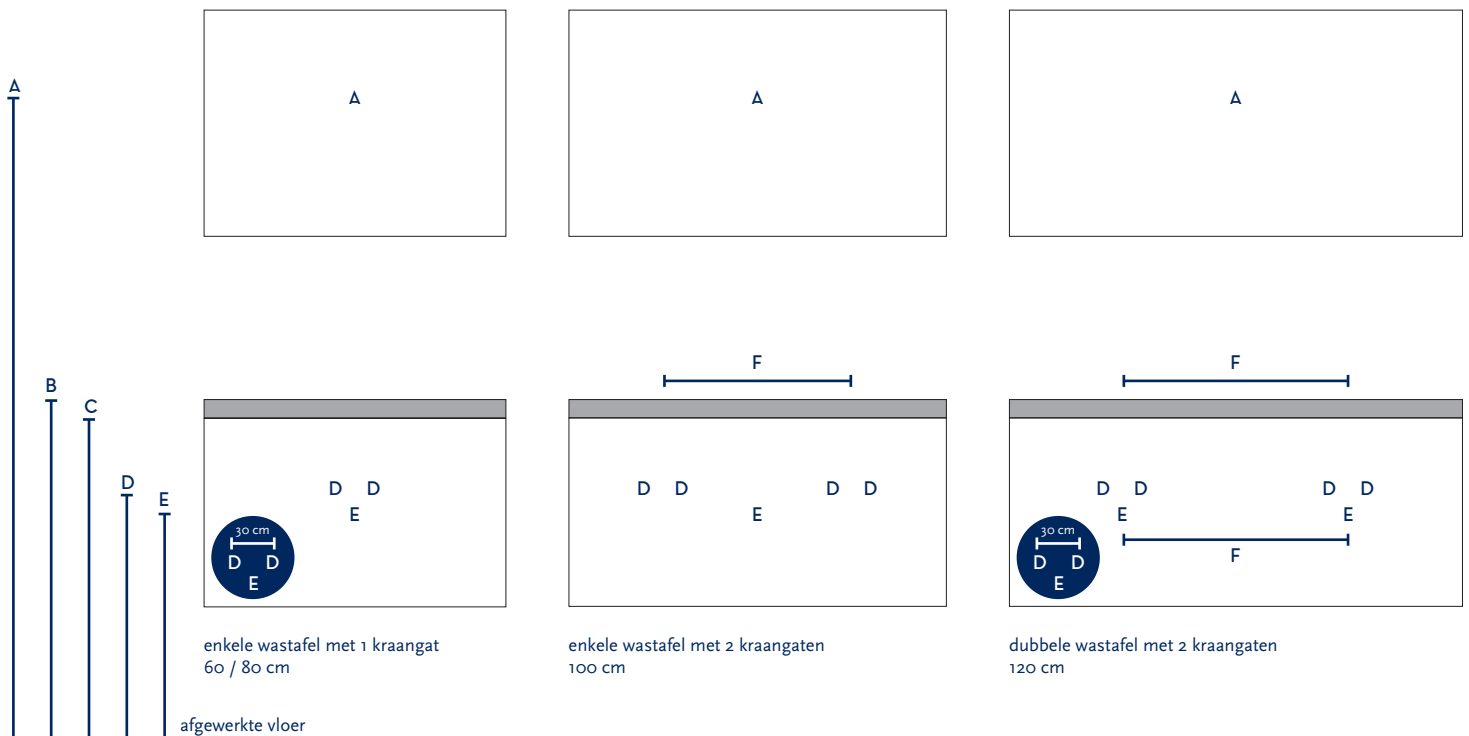 A
A
A
A
B
C
D
E
F
F
D D
E
D D
D D
E
D D
D D
E
E
F
30 cm
D D
E
30 cm
D D
E
enkele wastafel met 1 kraangat
60 / 80 cm
enkele wastafel met 2 kraangaten
100 cm
dubbele wastafel met 2 kraangaten
120 cm
afgewerkte vloer